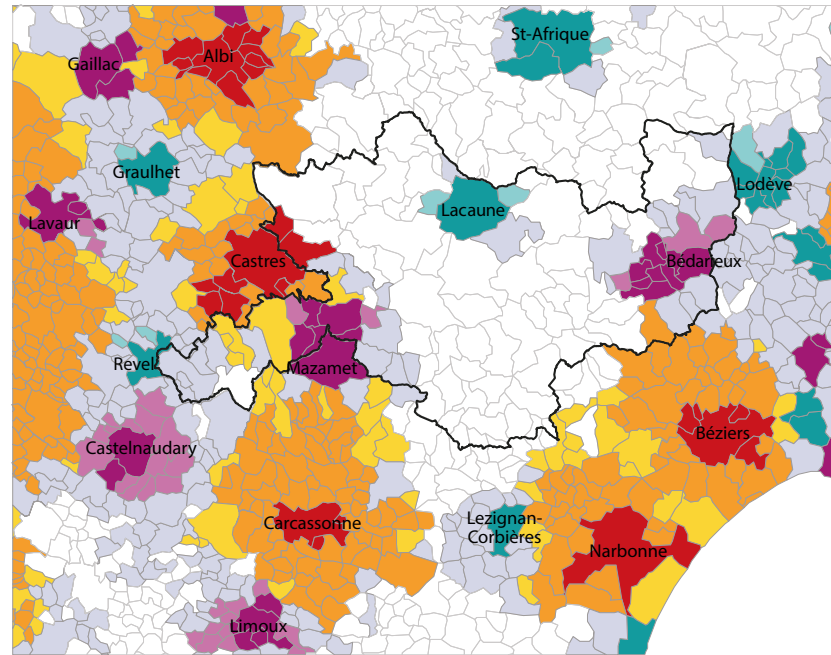 St-Afrique
Albi
Gaillac
Graulhet
Lodève
Lacaune
Lavaur
Castres
Bédarieux
Revel
Mazamet
Béziers
Castelnaudary
Carcassonne
Lezignan-
Corbières
Narbonne
Limoux